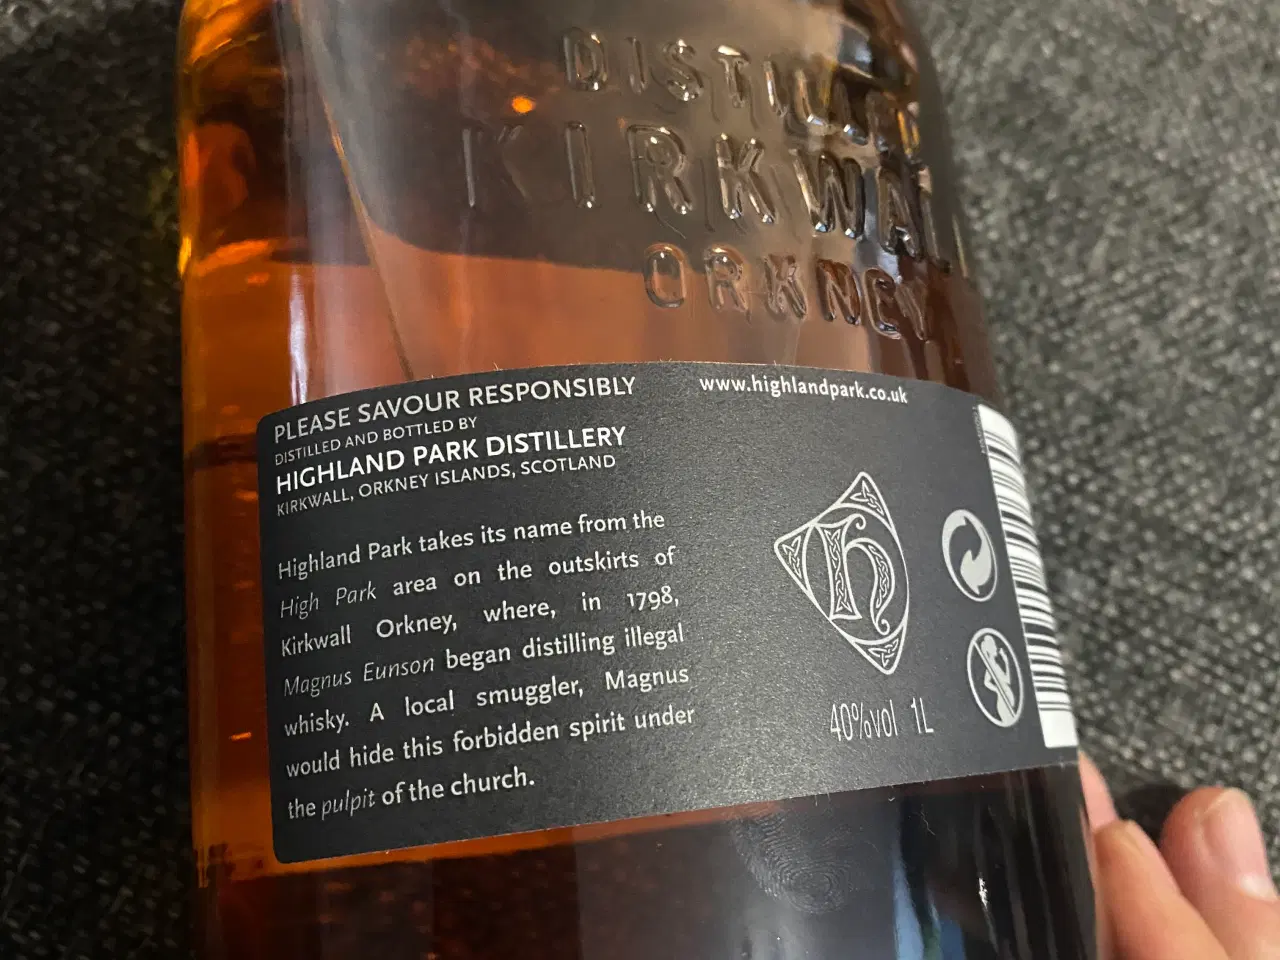 DISTILLERY
KIRKWALL
ORKNEY
PLEASE SAVOUR RESPONSIBLY
DISTILLED AND BOTTLED BY
HIGHLAND PARK DISTILLERY
KIRKWALL, ORKNEY ISLANDS, SCOTLAND
www.highlandpark.co.uk
Highland Park takes its name from the
High Park area on the outskirts of
Kirkwall Orkney, where, in 1798,
Magnus Eunson began distilling illegal
whisky. A local smuggler, Magnus
would hide this forbidden spirit under
the pulpit of the church.
H
40%vol 1L